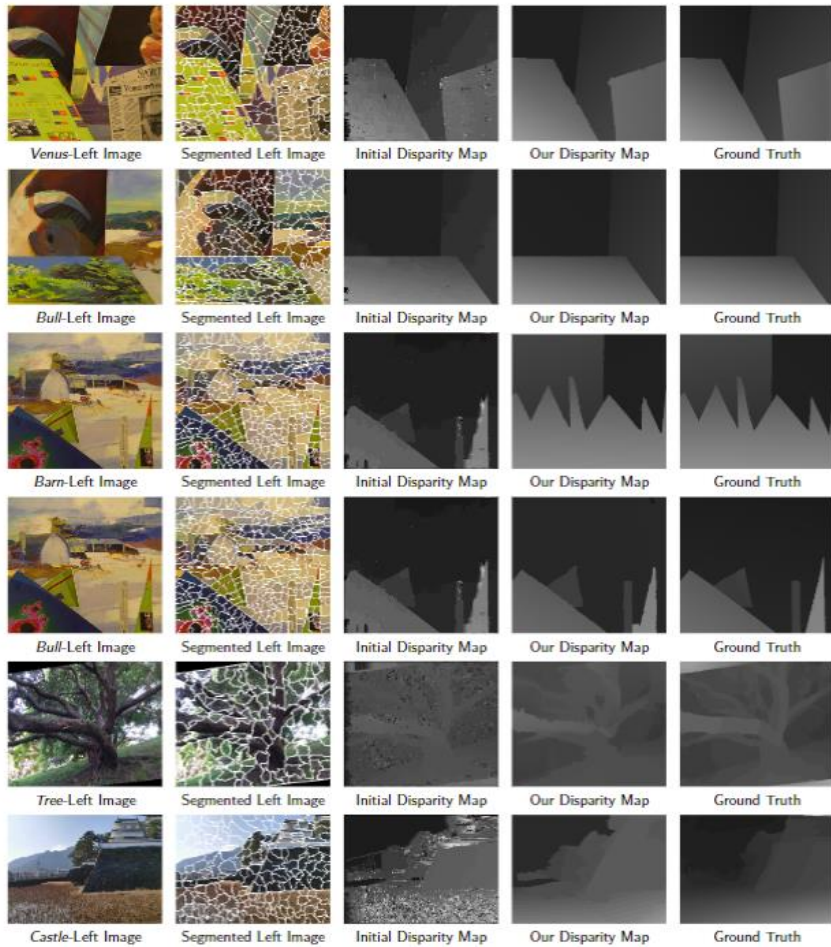 Venus-Left Image Segmented Left Image Initial Disparity Map Our Disparity Map Ground Truth
Bull-Left Image Segmented Left Image Initial Disparity Map Our Disparity Map Ground Truth
Barn-Left Image Segmented Left Image Initial Disparity Map Our Disparity Map Ground Truth
Bull-Left Image Segmented Left Image Initial Disparity Map Our Disparity Map Ground Truth
Tree-Left Image Segmented Left Image Initial Disparity Map Our Disparity Map Ground Truth
Castle-Left Image Segmented Left Image Initial Disparity Map Our Disparity Map Ground Truth